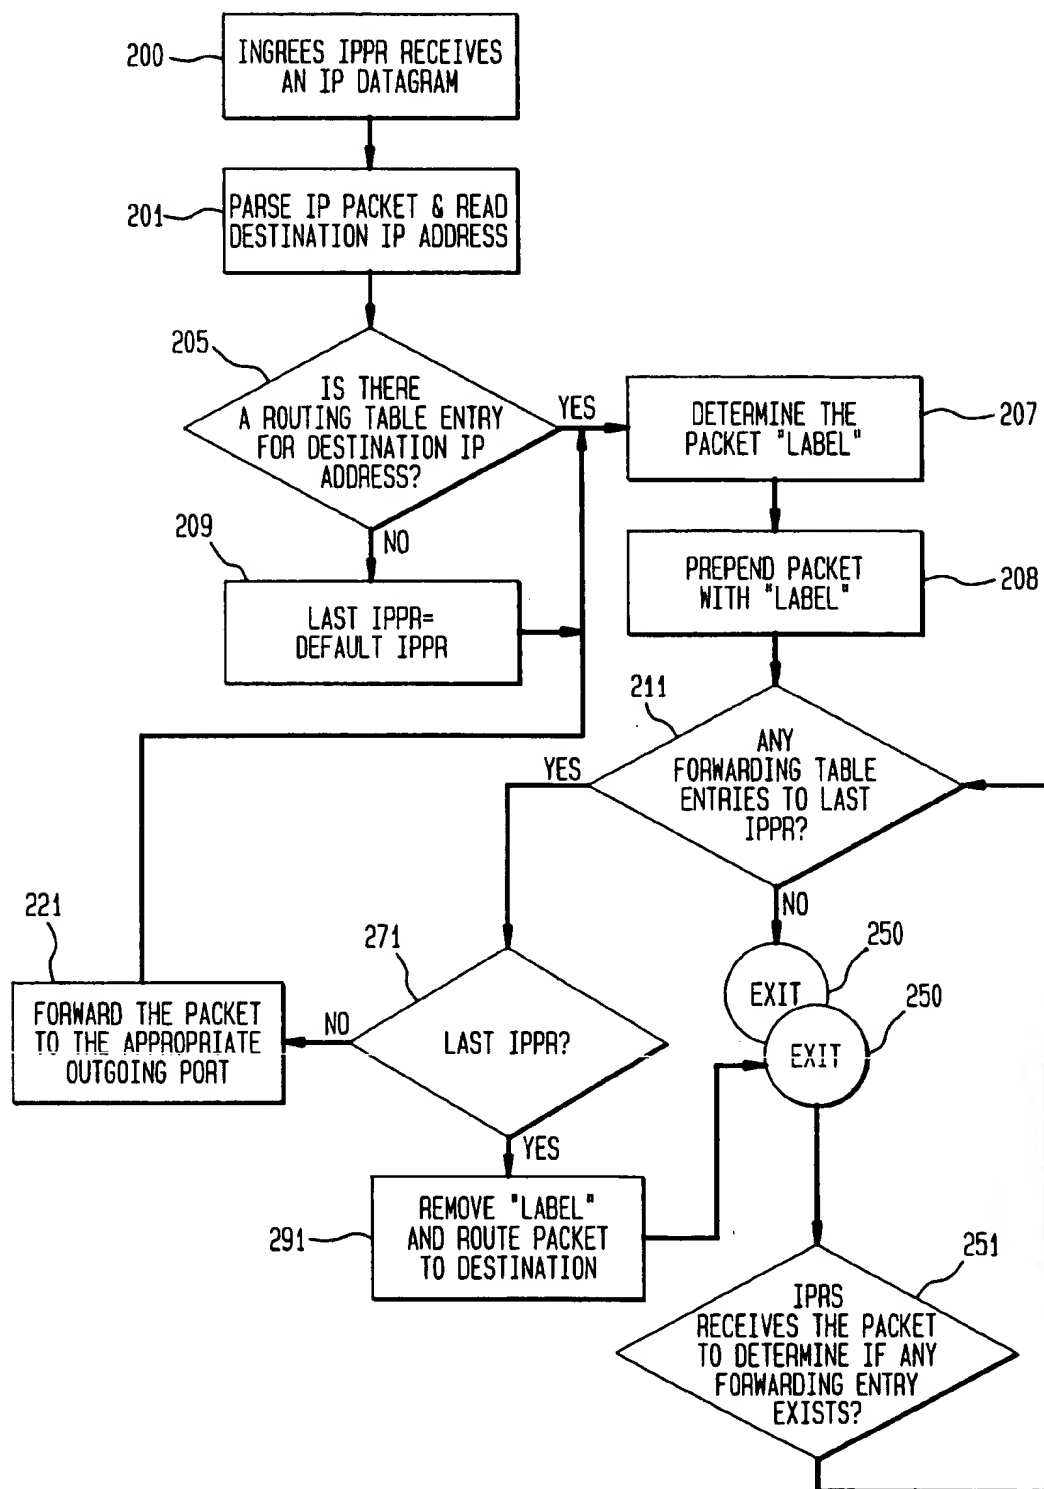 200
INGREES IPPR RECEIVES
AN IP DATAGRAM
201
PARSE IP PACKET & READ
DESTINATION IP ADDRESS
205
IS THERE
A ROUTING TABLE ENTRY
FOR DESTINATION IP
ADDRESS?
YES
DETERMINE THE
PACKET "LABEL"
207
NO
209
LAST IPPR=
DEFAULT IPPR
PREPEND PACKET
WITH "LABEL"
208
211
ANY
FORWARDING TABLE
ENTRIES TO LAST
IPPR?
YES
NO
221
FORWARD THE PACKET
TO THE APPROPRIATE
OUTGOING PORT
NO
271
LAST IPPR?
YES
250
EXIT
250
EXIT
291
REMOVE "LABEL"
AND ROUTE PACKET
TO DESTINATION
251
IPRS
RECEIVES THE PACKET
TO DETERMINE IF ANY
FORWARDING ENTRY
EXISTS?